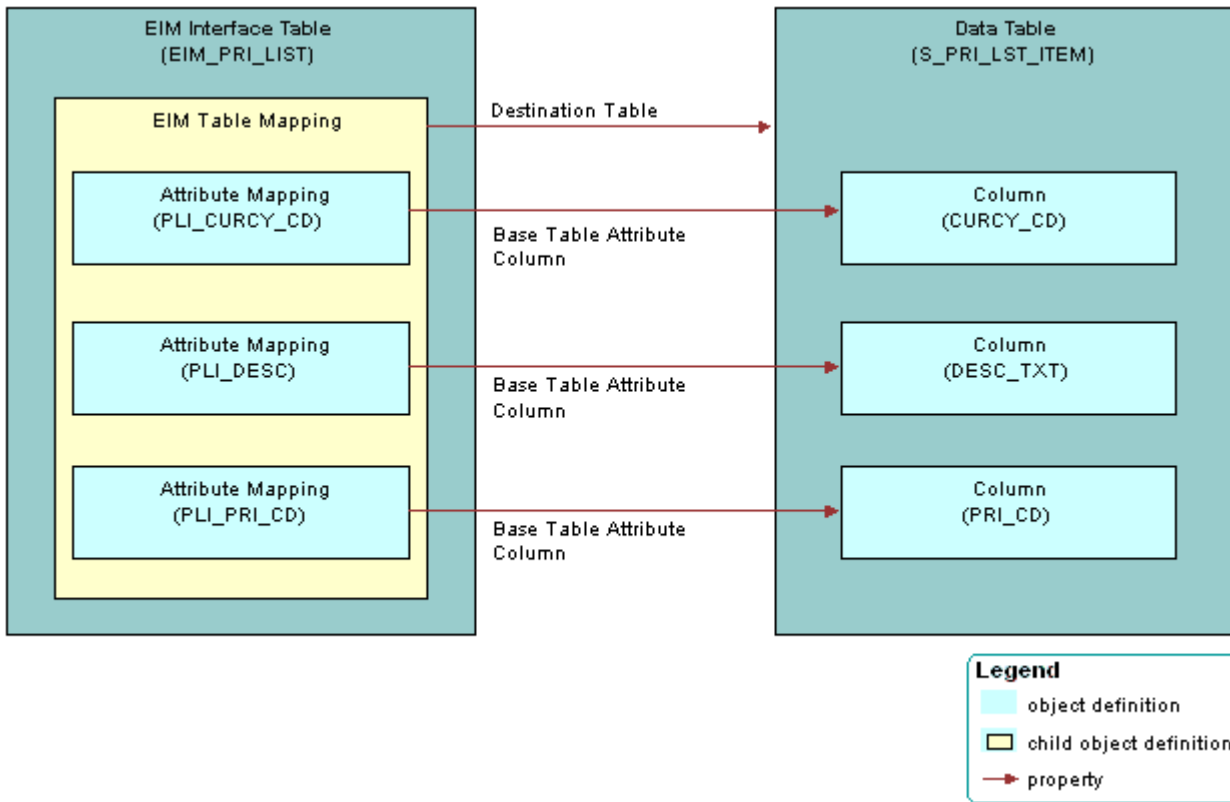 EIM Interface Table
(EIM_PRI_LIST)
Data Table
(S_PRI_LST_ITEM)
EIM Table Mapping
Destination Table
Attribute Mapping
(PLI_CURCY_CD)
Base Table Attribute
Column
Column
(CURCY_CD)
Attribute Mapping
(PLI_DESC)
Base Table Attribute
Column
Column
(DESC_TXT)
Attribute Mapping
(PLI_PRI_CD)
Base Table Attribute
Column
Column
(PRI_CD)
Legend
object definition
child object definition
property